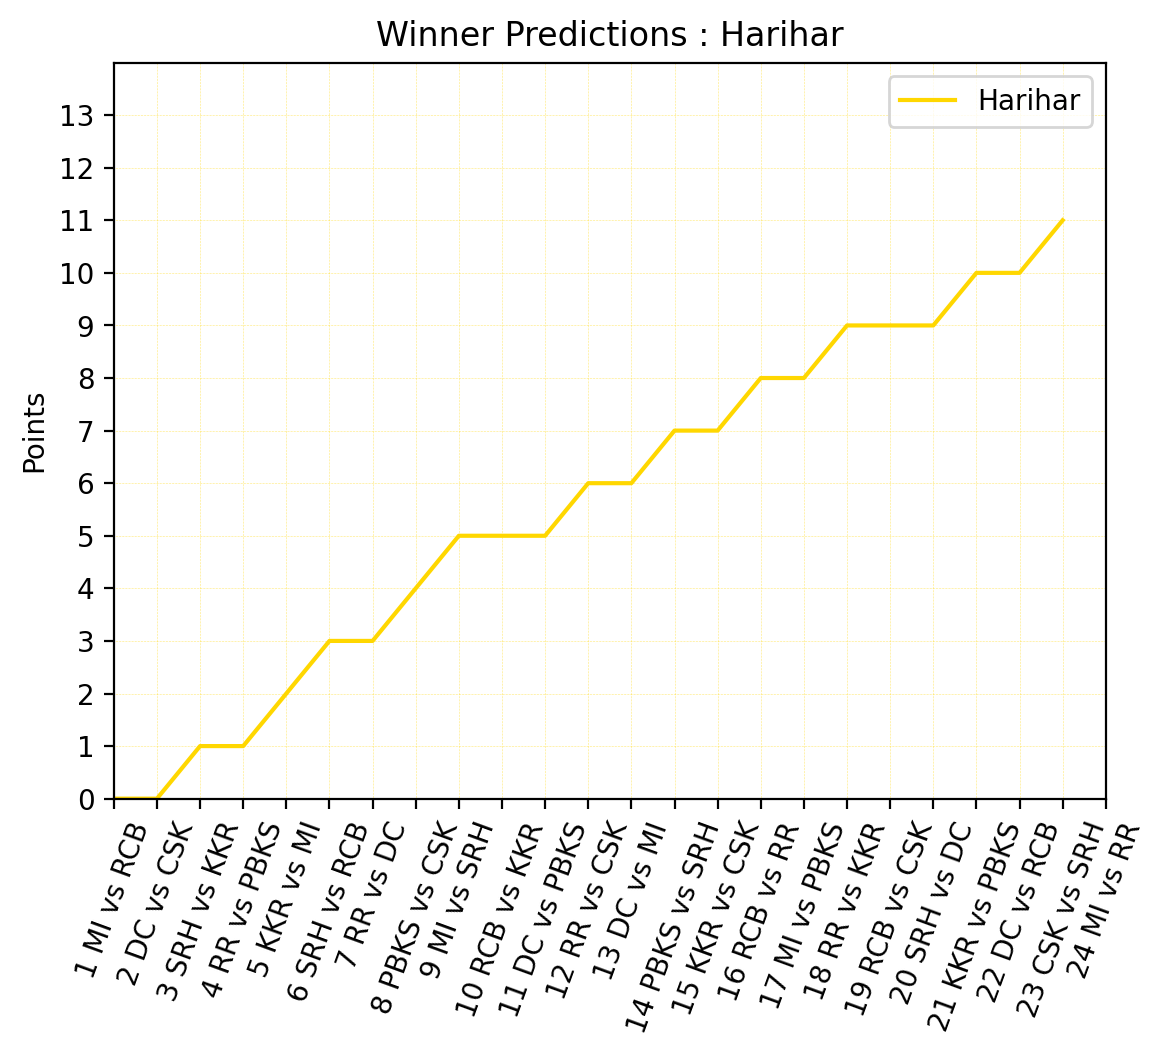 Winner Predictions : Harihar
Harihar
13
12
11
10
9
8
7
6
5
4
3
2
1
0
Points
1 MI vs RCB
2 DC vs CSK
3 SRH vs KKR
4 RR vs PBKS
5 KKR vs MI
6 SRH vs RCB
7 RR vs DC
8 PBKS vs CSK
9 MI vs SRH
10 RCB vs KKR
11 DC vs PBKS
12 RR vs CSK
13 DC vs MI
14 PBKS vs SRH
15 KKR vs CSK
16 RCB vs RR
17 MI vs PBKS
18 RR vs KKR
19 RCB vs CSK
20 SRH vs DC
21 KKR vs PBKS
22 DC vs RCB
23 CSK vs SRH
24 MI vs RR